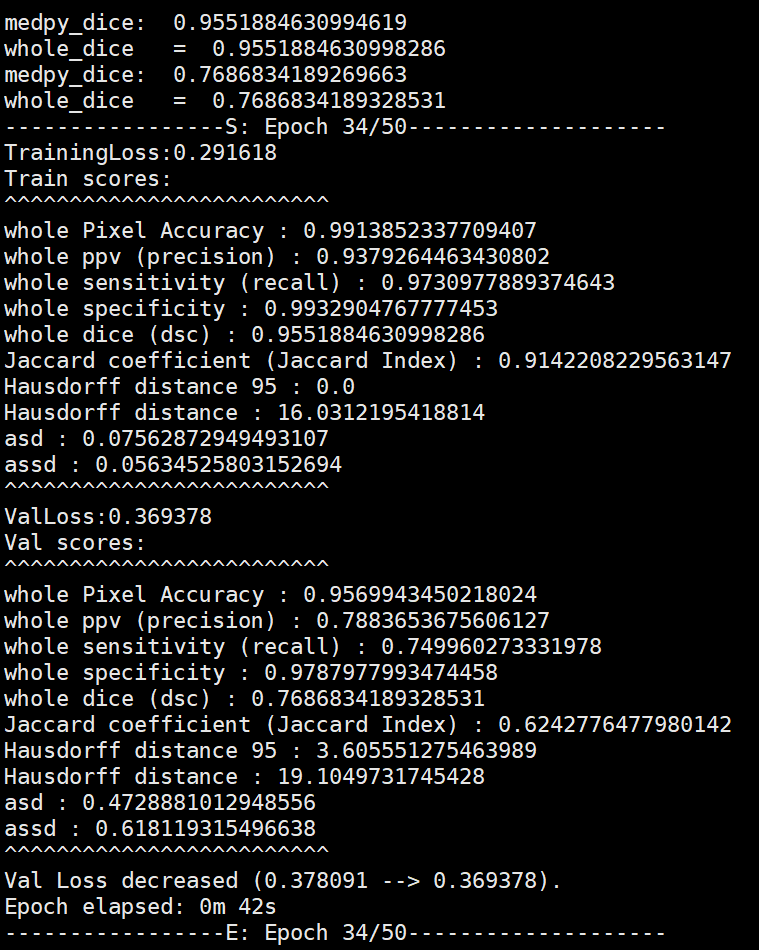 medpy_dice:  0.9551884630994619
whole_dice   =  0.9551884630998286
medpy_dice:  0.7686834189269663
whole_dice   =  0.7686834189328531
-----------------S: Epoch 34/50--------------------
TrainingLoss:0.291618
Train scores:
^^^^^^^^^^^^^^^^^^^^^^^^^
whole Pixel Accuracy : 0.9913852337709407
whole ppv (precision) : 0.9379264463430802
whole sensitivity (recall) : 0.9730977889374643
whole specificity : 0.9932904767777453
whole dice (dsc) : 0.9551884630998286
Jaccard coefficient (Jaccard Index) : 0.9142208229563147
Hausdorff distance 95 : 0.0
Hausdorff distance : 16.0312195418814
asd : 0.07562872949493107
assd : 0.05634525803152694
^^^^^^^^^^^^^^^^^^^^^^^^^
ValLoss:0.369378
Val scores:
^^^^^^^^^^^^^^^^^^^^^^^^^
whole Pixel Accuracy : 0.9569943450218024
whole ppv (precision) : 0.7883653675606127
whole sensitivity (recall) : 0.749960273331978
whole specificity : 0.9787977993474458
whole dice (dsc) : 0.7686834189328531
Jaccard coefficient (Jaccard Index) : 0.6242776477980142
Hausdorff distance 95 : 3.605551275463989
Hausdorff distance : 19.1049731745428
asd : 0.4728881012948556
assd : 0.618119315496638
^^^^^^^^^^^^^^^^^^^^^^^^^
Val Loss decreased (0.378091 --> 0.369378).
Epoch elapsed: 0m 42s
-----------------E: Epoch 34/50--------------------